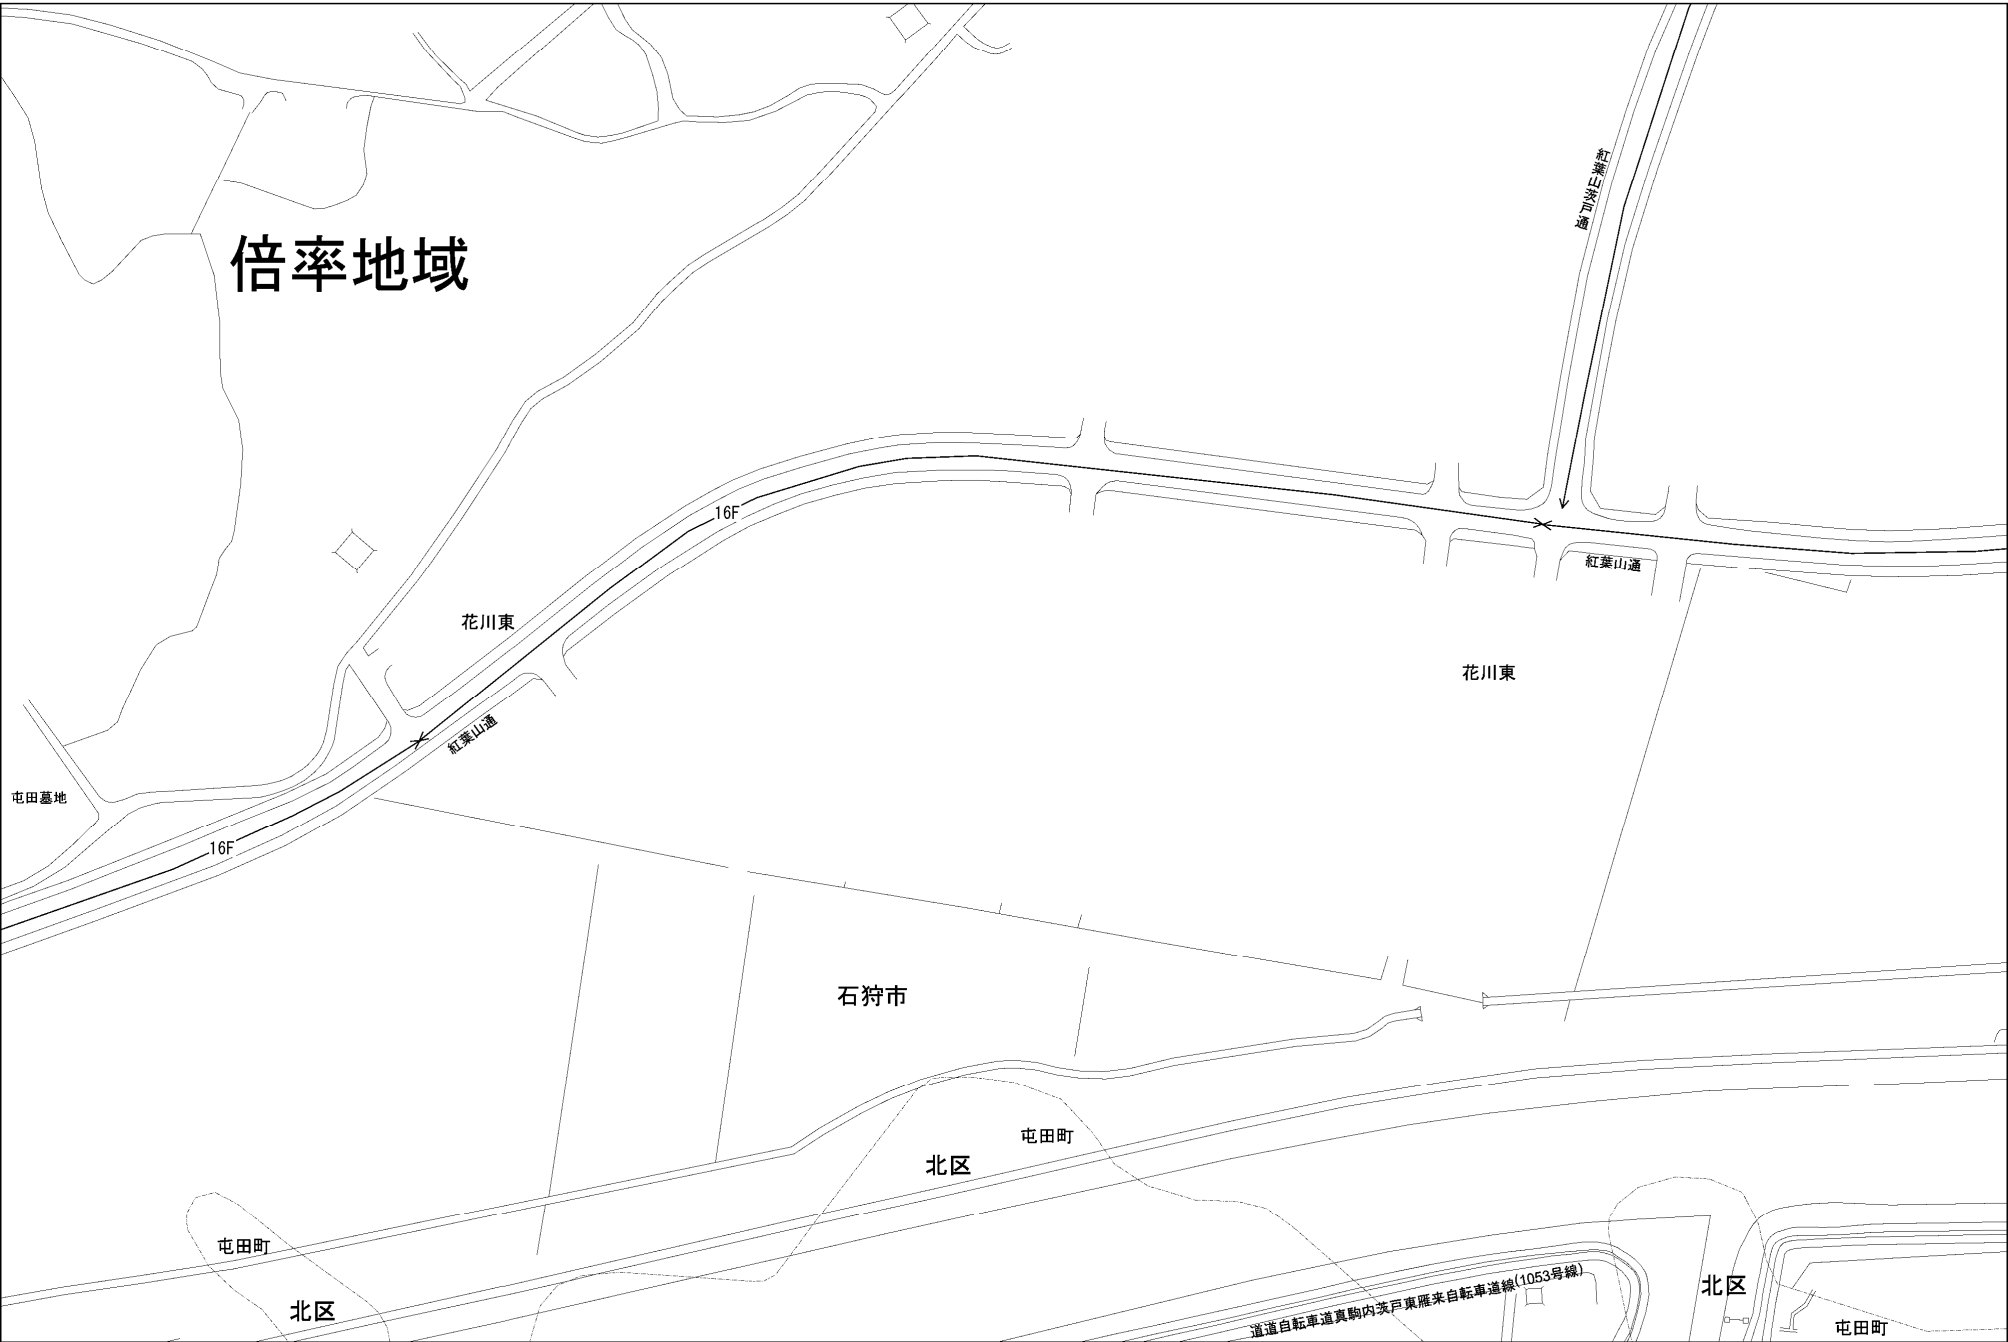 紅葉山茨戸通
倍率地域
16F
紅葉山通
花川東
花川東
紅葉山通
屯田墓地
16F
石狩市
屯田町
北区
屯田町
北区
道道自転車道真駒内茨戸東雁来自転車道線(1053号線)
北区
屯田町